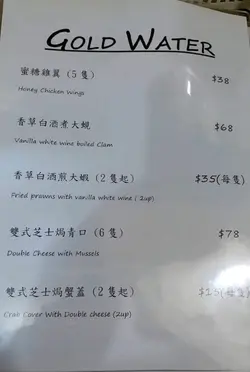 GOLD WATER
蜜糖雞翼 (5 隻) $38
Honey Chicken Wings
香草白酒煮大蜆 $68
Vanilla white wine boiled Clam
香草白酒煎大蝦 (2 隻起) $35(每隻)
Fried prawns with vanilla white wine ( 2up)
雙式芝士焗青口 (6 隻) $78
Double Cheese with Mussels
雙式芝士焗蟹蓋 (2 隻起) $15(每隻)
Crab Cover With Double cheese (2up)